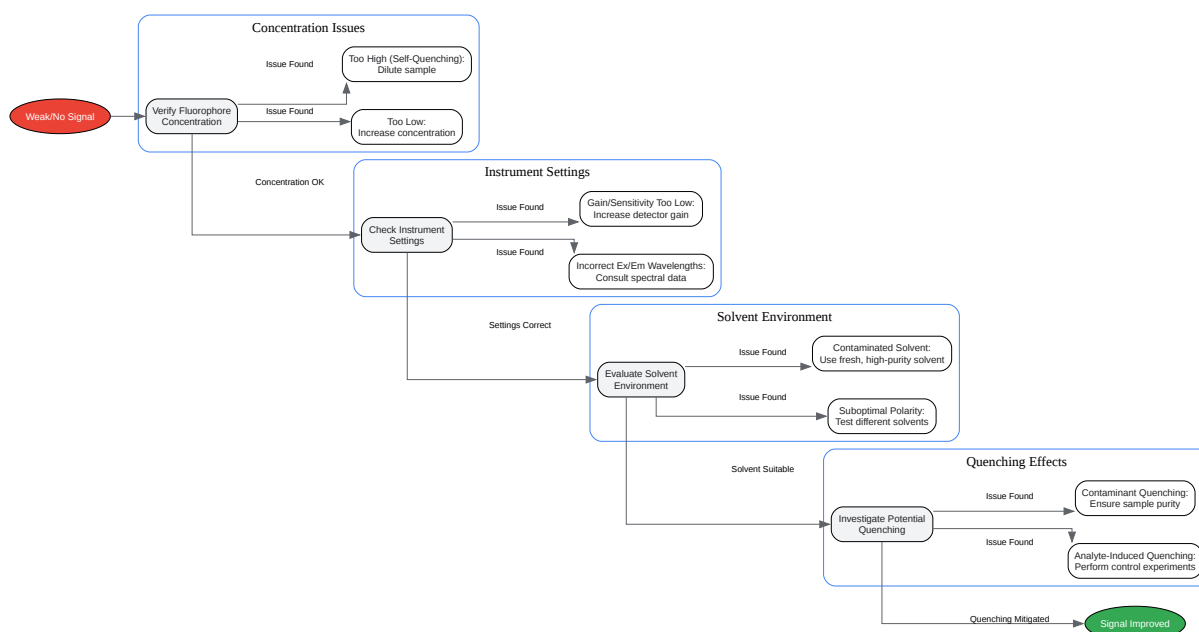 Concentration Issues
Issue Found
Too High (Self-Quenching):
Dilute sample
Weak/No Signal
Verify Fluorophore
Concentration
Issue Found
Too Low:
Increase concentration
Concentration OK
Instrument Settings
Issue Found
Gain/Sensitivity Too Low:
Increase detector gain
Check Instrument
Settings
Issue Found
Incorrect Ex/Em Wavelengths:
Consult spectral data
Settings Correct
Solvent Environment
Issue Found
Contaminated Solvent:
Use fresh, high-purity solvent
Evaluate Solvent
Environment
Issue Found
Suboptimal Polarity:
Test different solvents
Solvent Suitable
Quenching Effects
Issue Found
Contaminant Quenching:
Ensure sample purity
Investigate Potential
Quenching
Issue Found
Analyte-Induced Quenching:
Perform control experiments
Quenching Mitigated
Signal Improved